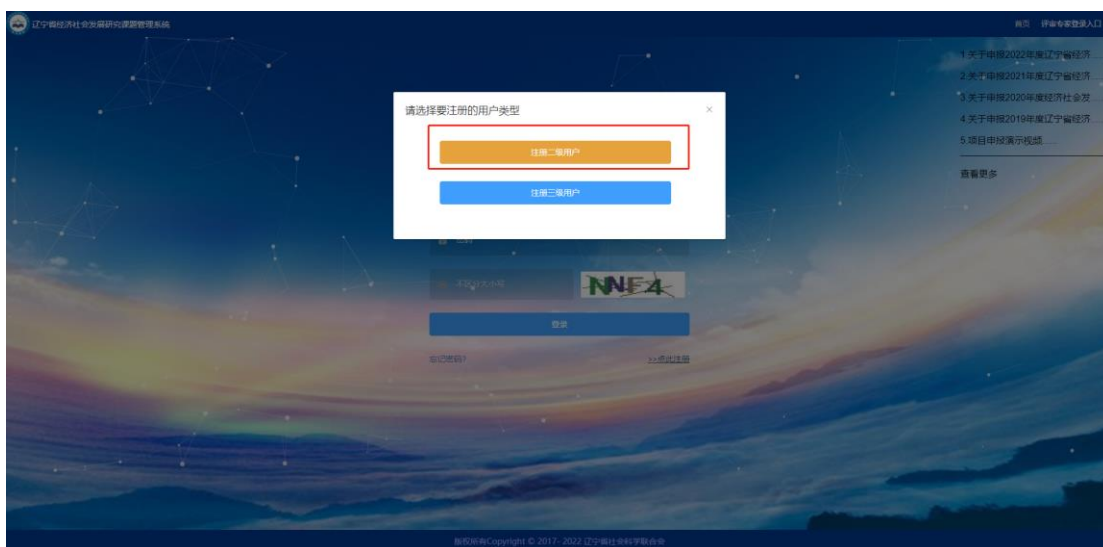 辽宁省经济社会发展研究课题管理系统
首页 评审专家登录入口
1.关于申报2022年度辽宁省经济...
2.关于申报2021年度辽宁省经济...
3.关于申报2020年度经济社会发...
4.关于申报2019年度辽宁省经济...
5.项目申报演示视频......
查看更多
请选择要注册的用户类型 ×
注册二级用户
注册三级用户
密码
不区分大小写
NNF4
登录
忘记密码? >>点此注册
版权所有Copyright © 2017- 2022 辽宁省社会科学联合会